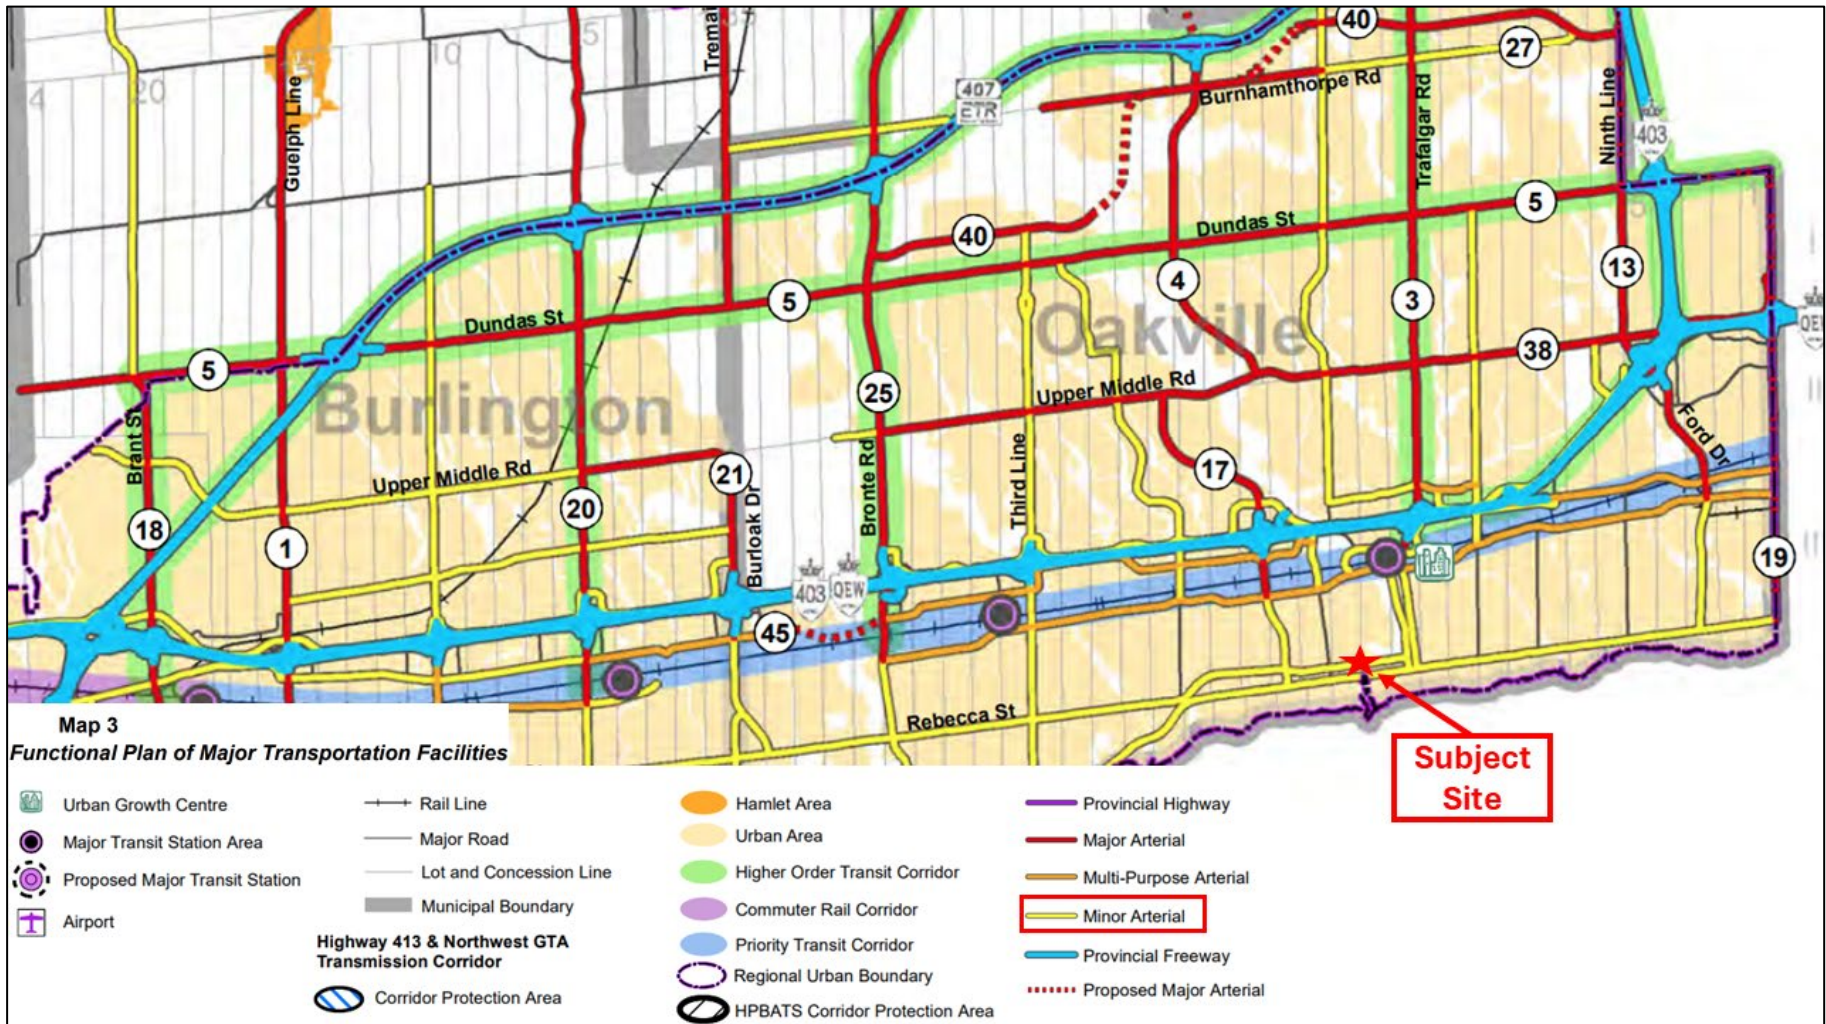 40
27
Tremai
407
ETR
Burnhamthorpe Rd
Guelph Line
Trafalgar Rd
Ninth Line
403
10
20
4
5
5
Dundas St
40
4
13
3
5
Dundas St
QEW
Oakville
38
5
Burlington
25
Upper Middle Rd
Brant St
Ford Dr
Upper Middle Rd
21
17
Bronte Rd
Third Line
20
18
1
Burloak Dr
19
403
QEW
45
Rebecca St
Subject
Site
Map 3
Functional Plan of Major Transportation Facilities
Urban Growth Centre
Major Transit Station Area
Proposed Major Transit Station
Airport
Rail Line
Major Road
Lot and Concession Line
Municipal Boundary
Highway 413 & Northwest GTA
Transmission Corridor
Corridor Protection Area
Hamlet Area
Urban Area
Higher Order Transit Corridor
Commuter Rail Corridor
Priority Transit Corridor
Regional Urban Boundary
HPBATS Corridor Protection Area
Provincial Highway
Major Arterial
Multi-Purpose Arterial
Minor Arterial
Provincial Freeway
Proposed Major Arterial